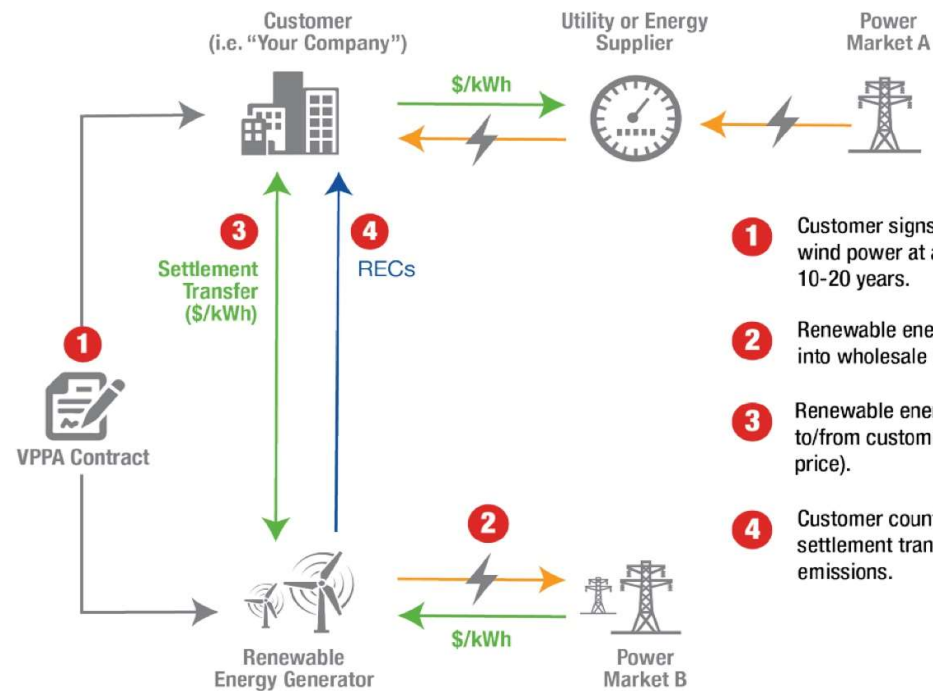 Customer
(i.e. “Your Company”)
Utility or Energy
Supplier
Power
Market A
$/kWh
3
4
Settlement
Transfer
($/kWh)
RECs
1
VPPA Contract
2
$/kWh
Renewable
Energy Generator
Power
Market B
1
Customer signs
wind power at a
10-20 years.
2
Renewable ene
into wholesale
3
Renewable ener
to/from custom
price).
4
Customer coun
settlement tran
emissions.